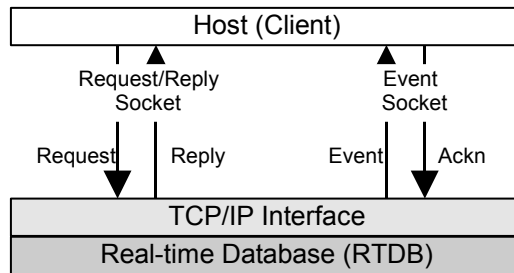 Host (Client)
Request/Reply
Socket
Event
Socket
Request
Reply
Event
Ackn
TCP/IP Interface
Real-time Database (RTDB)